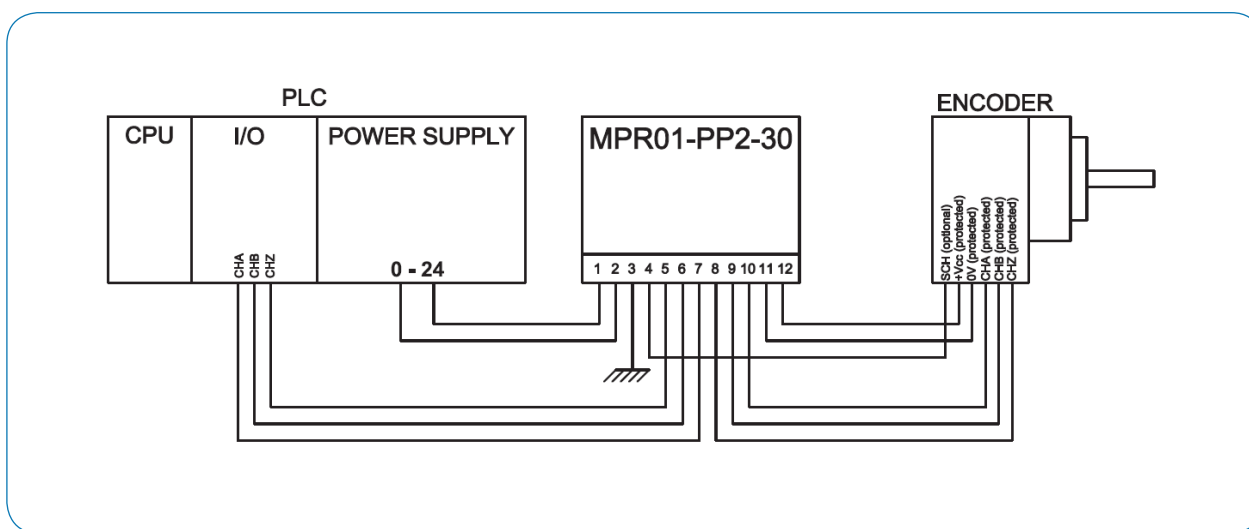 PLC
CPU
I/O
POWER SUPPLY
CHA
CHB
CHZ
0 - 24
MPR01-PP2-30
1 2 3 4 5 6 7 8 9 10 11 12
ENCODER
SCH (optional)
+Vcc (protected)
0V (protected)
CHA (protected)
CHB (protected)
CHZ (protected)